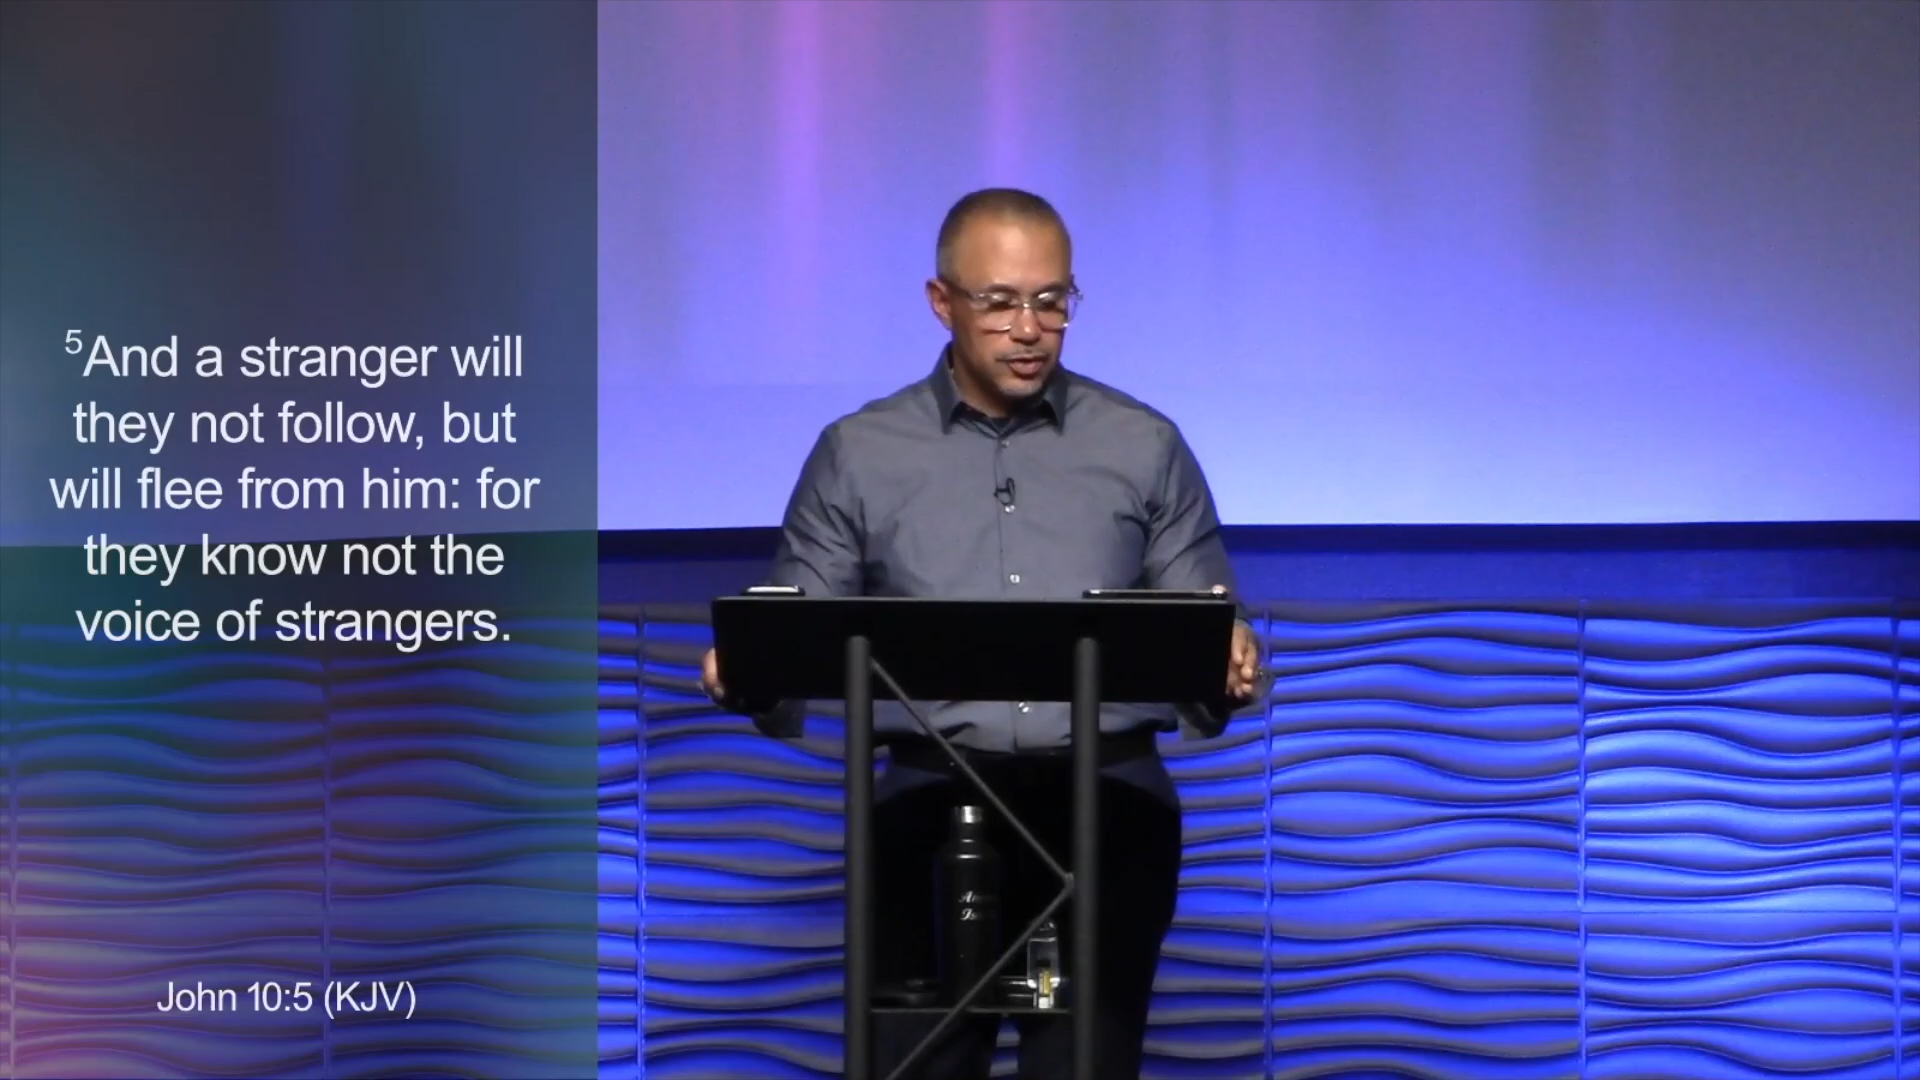 ⁵And a stranger will
they not follow, but
will flee from him: for
they know not the
voice of strangers.
John 10:5 (KJV)